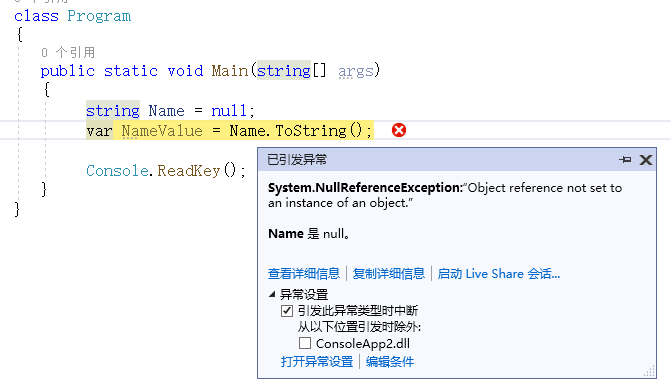 class Program
{
0 个引用
public static void Main(string[] args)
{
string Name = null;
var NameValue = Name.ToString();
Console.ReadKey();
}
}
已引发异常
System.NullReferenceException:“Object reference not set to
an instance of an object.”
Name 是 null。
查看详细信息 | 复制详细信息 | 启动 Live Share 会话...
异常设置
引发此异常类型时中断
从以下位置引发时除外:
ConsoleApp2.dll
打开异常设置 | 编辑条件